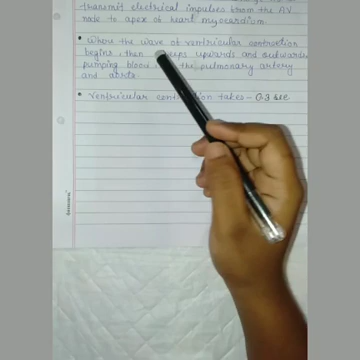 transmit electrical impulses from the AV
node to apex of heart myocardium.
• Where the wave of ventricular contraction
begins, then upwards and outwards
pumping blood the pulmonary artery
and aorta
• Ventricular contraction takes - 0.3 sec